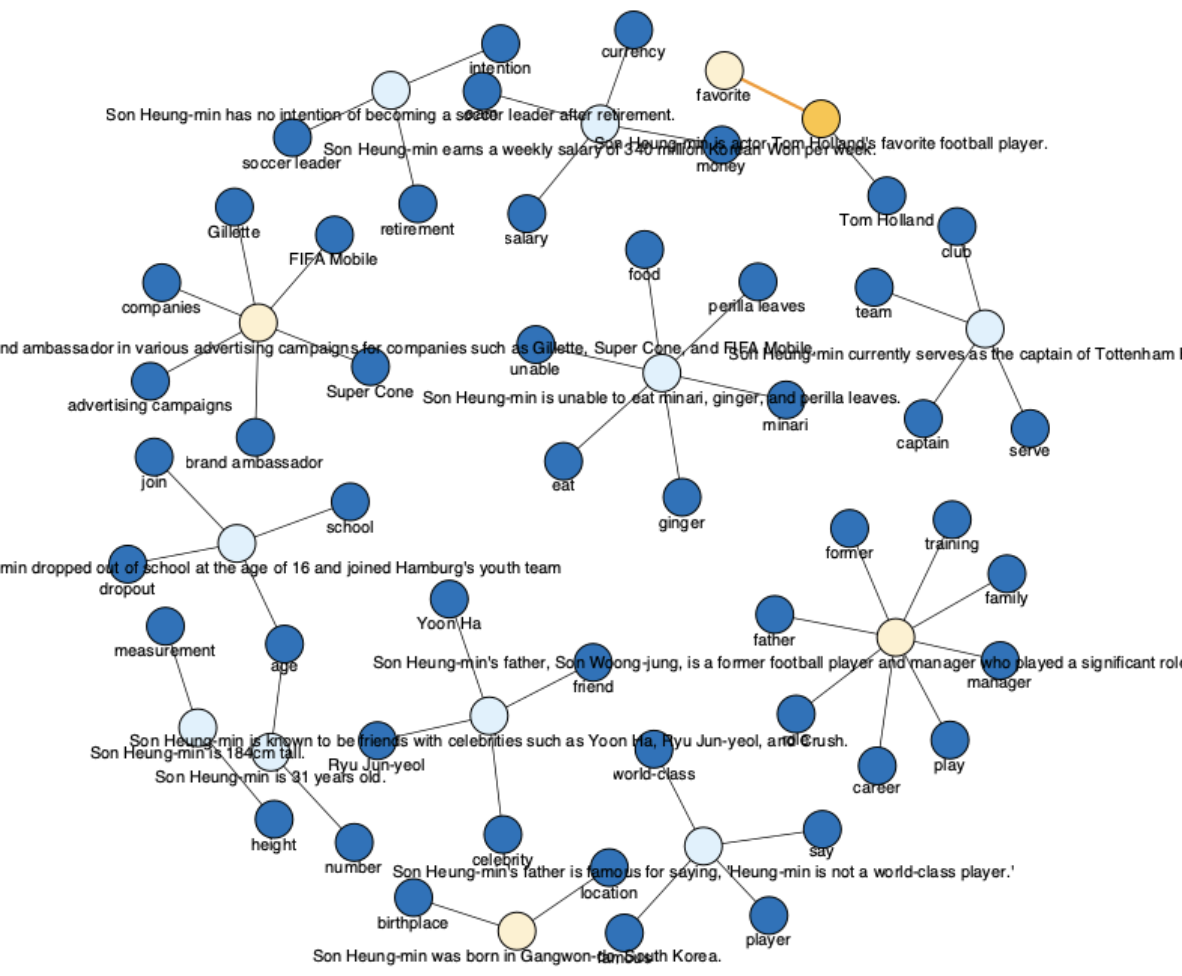 currency
intention
favorite
earn
Son Heung-min has no intention of becoming a soccer leader after retirement.
Son Heung-min is actor Tom Holland's favorite football player.
Son Heung-min earns a weekly salary of 340 million Korean Won per week.
soccer leader
money
Tom Holland
retirement
Gillette
salary
club
FIFA Mobile
food
companies
perilla leaves
team
nd ambassador in various advertising campaigns for companies such as Gillette, Super Cone, and FIFA Mobile.
Son Heung-min currently serves as the captain of Tottenham
unable
Super Cone
Son Heung-min is unable to eat minari, ginger, and perilla leaves.
advertising campaigns
minari
captain
serve
brand ambassador
join
eat
school
ginger
training
former
min dropped out of school at the age of 16 and joined Hamburg's youth team
dropout
family
Yoon Ha
father
measurement
age
Son Heung-min's father, Son Woong-jung, is a former football player and manager who played a significant role
manager
friend
Son Heung-min is known to be friends with celebrities such as Yoon Ha, Ryu Jun-yeol, and Crush.
role
Son Heung-min is 184cm tall.
Ryu Jun-yeol
play
world-class
Son Heung-min is 31 years old.
career
height
say
celebrity
number
Son Heung-min's father is famous for saying, 'Heung-min is not a world-class player.'
location
birthplace
player
Son Heung-min was born in Gangwon-do, South Korea.
famous